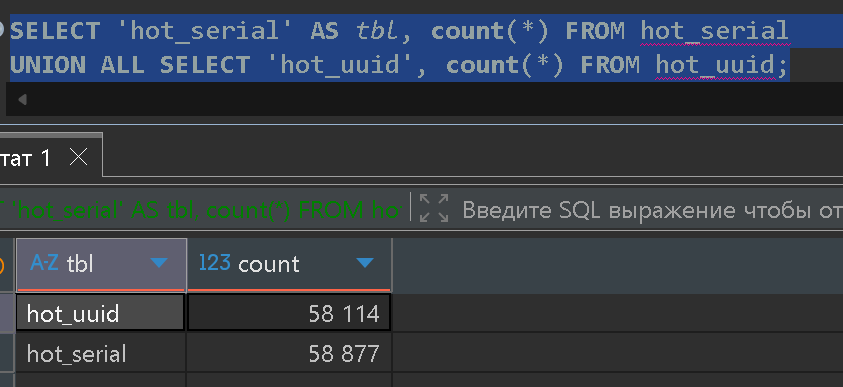 SELECT 'hot_serial' AS tbl, count(*) FROM hot_serial
UNION ALL SELECT 'hot_uuid', count(*) FROM hot_uuid;
тат 1
'hot_serial' AS tbl, count(*) FROM ho
Введите SQL выражение чтобы от
A-Z tbl 123 count
hot_uuid 58 114
hot_serial 58 877